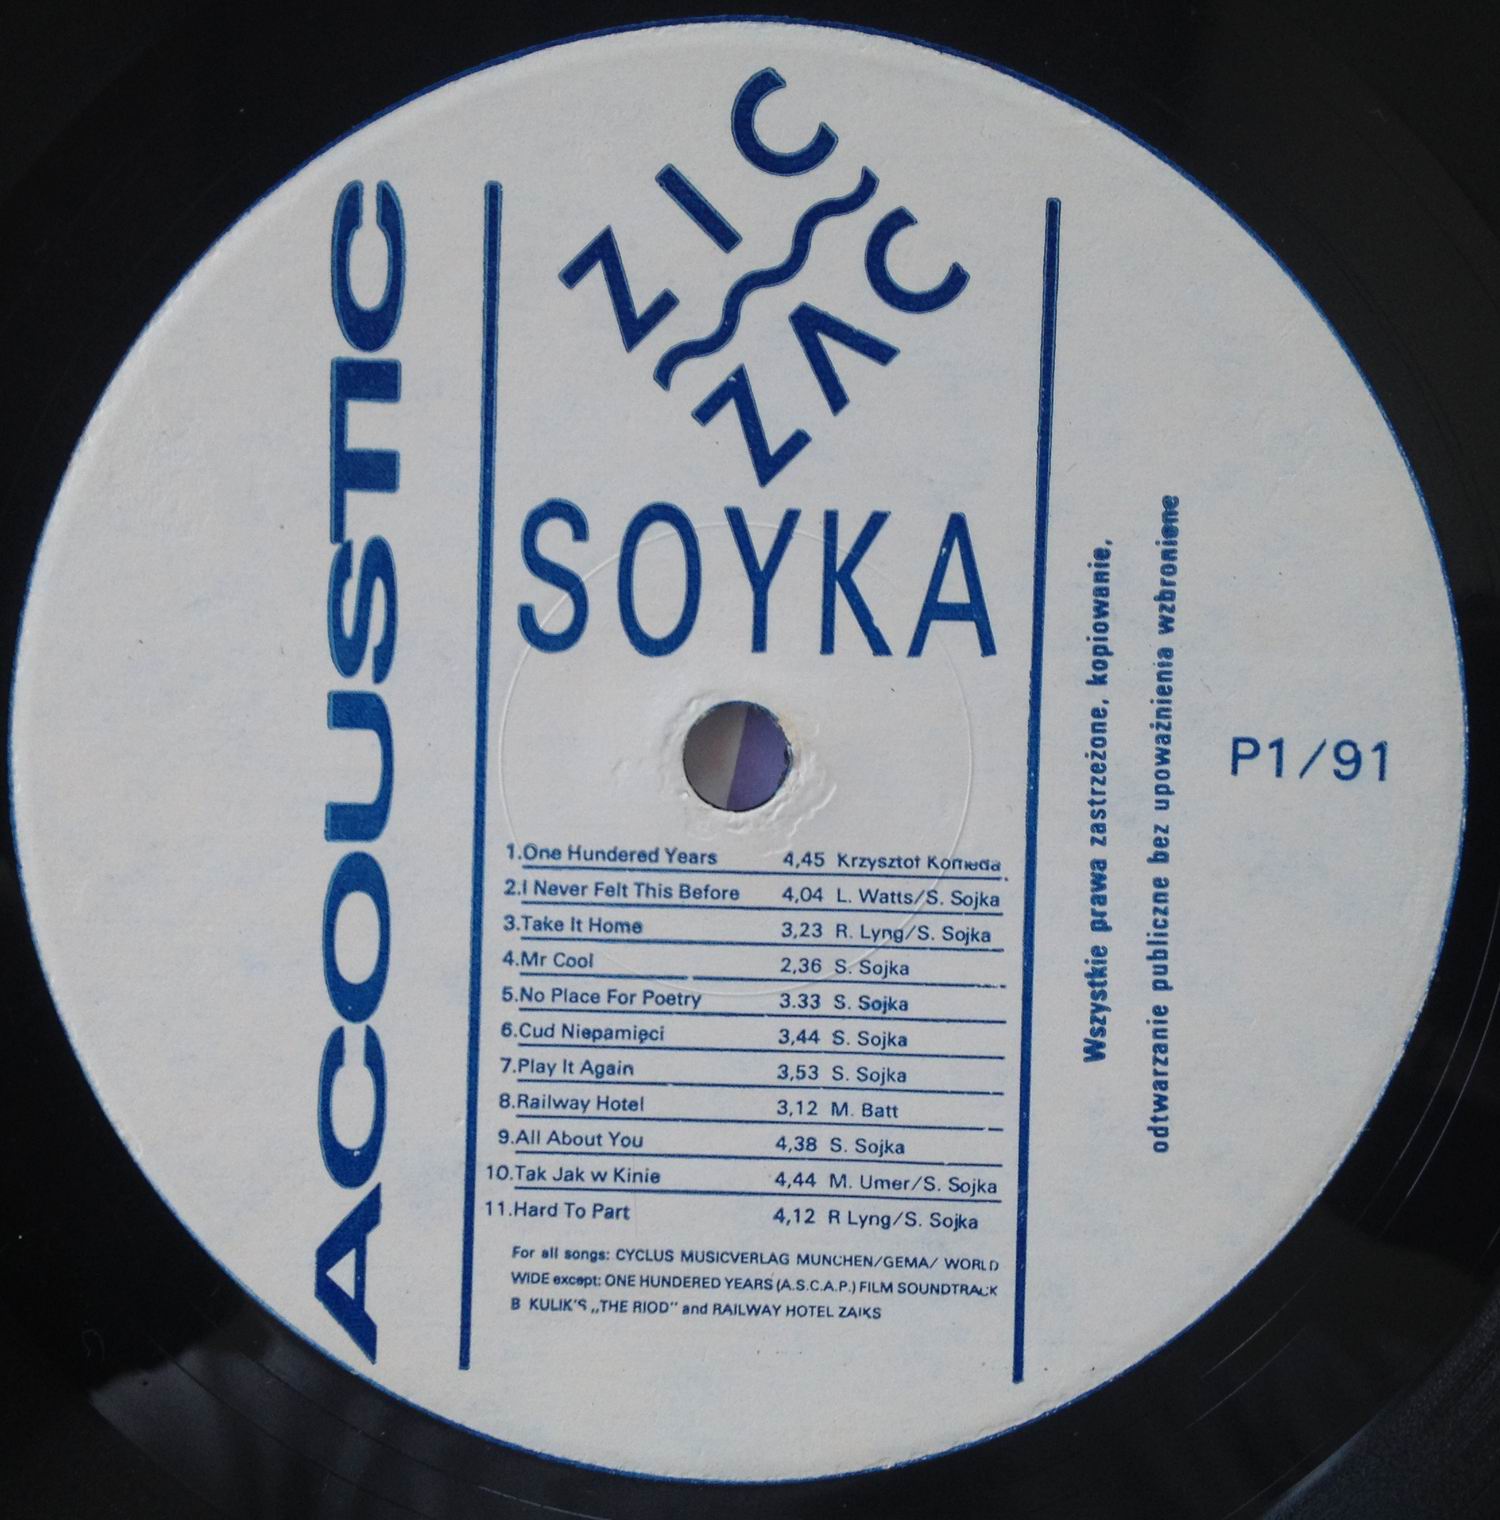 ACOUSTIC
ZIC
ZAC
SOYKA
1.One Hundered Years 4,45 Krzysztof Komeda
2.I Never Felt This Before 4,04 L. Watts/S. Sojka
3.Take It Home 3,23 R. Lyng/S. Sojka
4.Mr Cool 2,36 S. Sojka
5.No Place For Poetry 3.33 S. Sojka
6.Cud Niepamięci 3,44 S. Sojka
7.Play It Again 3,53 S. Sojka
8.Railway Hotel 3,12 M. Batt
9.All About You 4,38 S. Sojka
10.Tak Jak w Kinie 4,44 M. Umer/S. Sojka
11.Hard To Part 4,12 R Lyng/S. Sojka
For all songs: CYCLUS MUSICVERLAG MUNCHEN/GEMA/ WORLD
WIDE except: ONE HUNDERED YEARS (A.S.C.A.P.) FILM SOUNDTRACK
B KULIK'S „THE RIOD" and RAILWAY HOTEL ZAIKS
Wszystkie prawa zastrzeżone, kopiowanie,
odtwarzanie publiczne bez upoważnienia wzbronione
P1/91